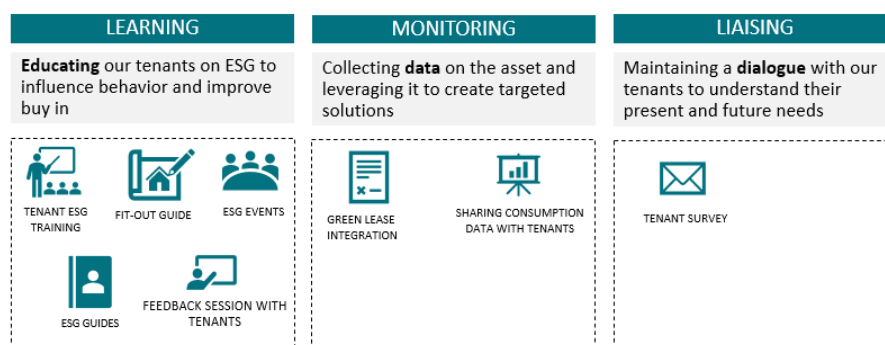 LEARNING
Educating our tenants on ESG to
influence behavior and improve
buy in
TENANT ESG
TRAINING
FIT-OUT GUIDE
ESG EVENTS
ESG GUIDES
FEEDBACK SESSION WITH
TENANTS
MONITORING
Collecting data on the asset and
leveraging it to create targeted
solutions
GREEN LEASE
INTEGRATION
SHARING CONSUMPTION
DATA WITH TENANTS
LIAISING
Maintaining a dialogue with our
tenants to understand their
present and future needs
TENANT SURVEY